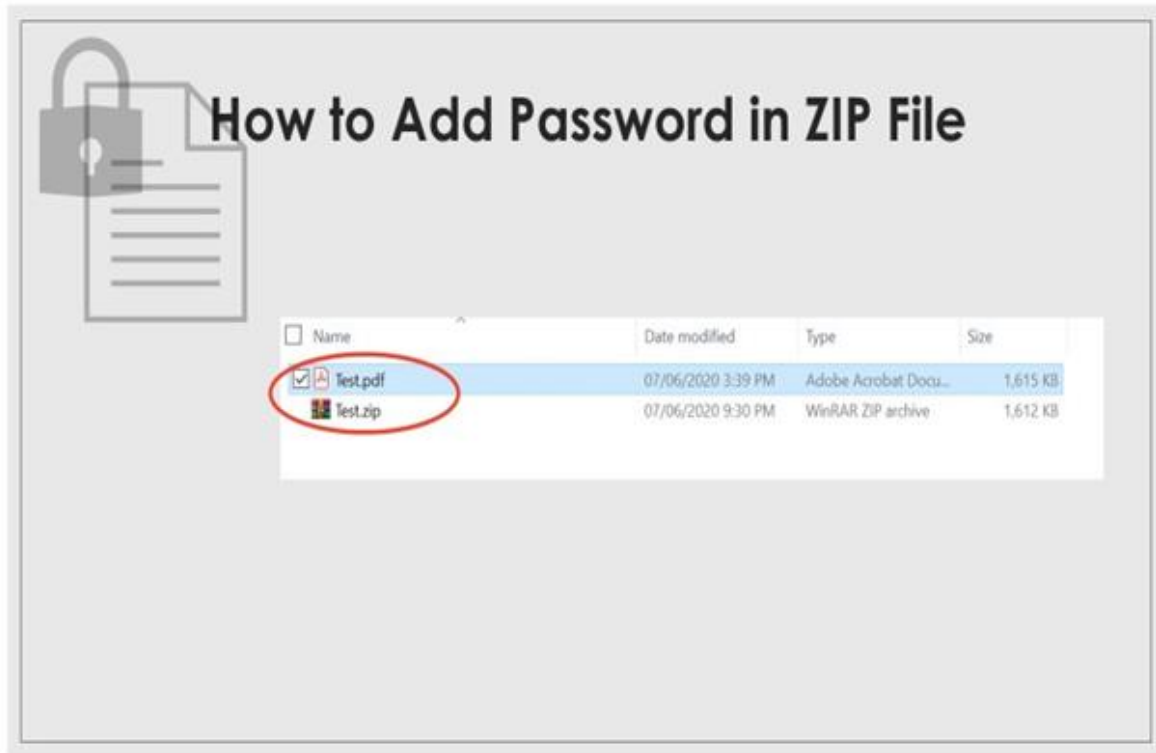 How to Add Password in ZIP File
Name Date modified Type Size
Test.pdf 07/06/2020 3:39 PM Adobe Acrobat Docu... 1,615 KB
Test.zip 07/06/2020 9:30 PM WinRAR ZIP archive 1,612 KB